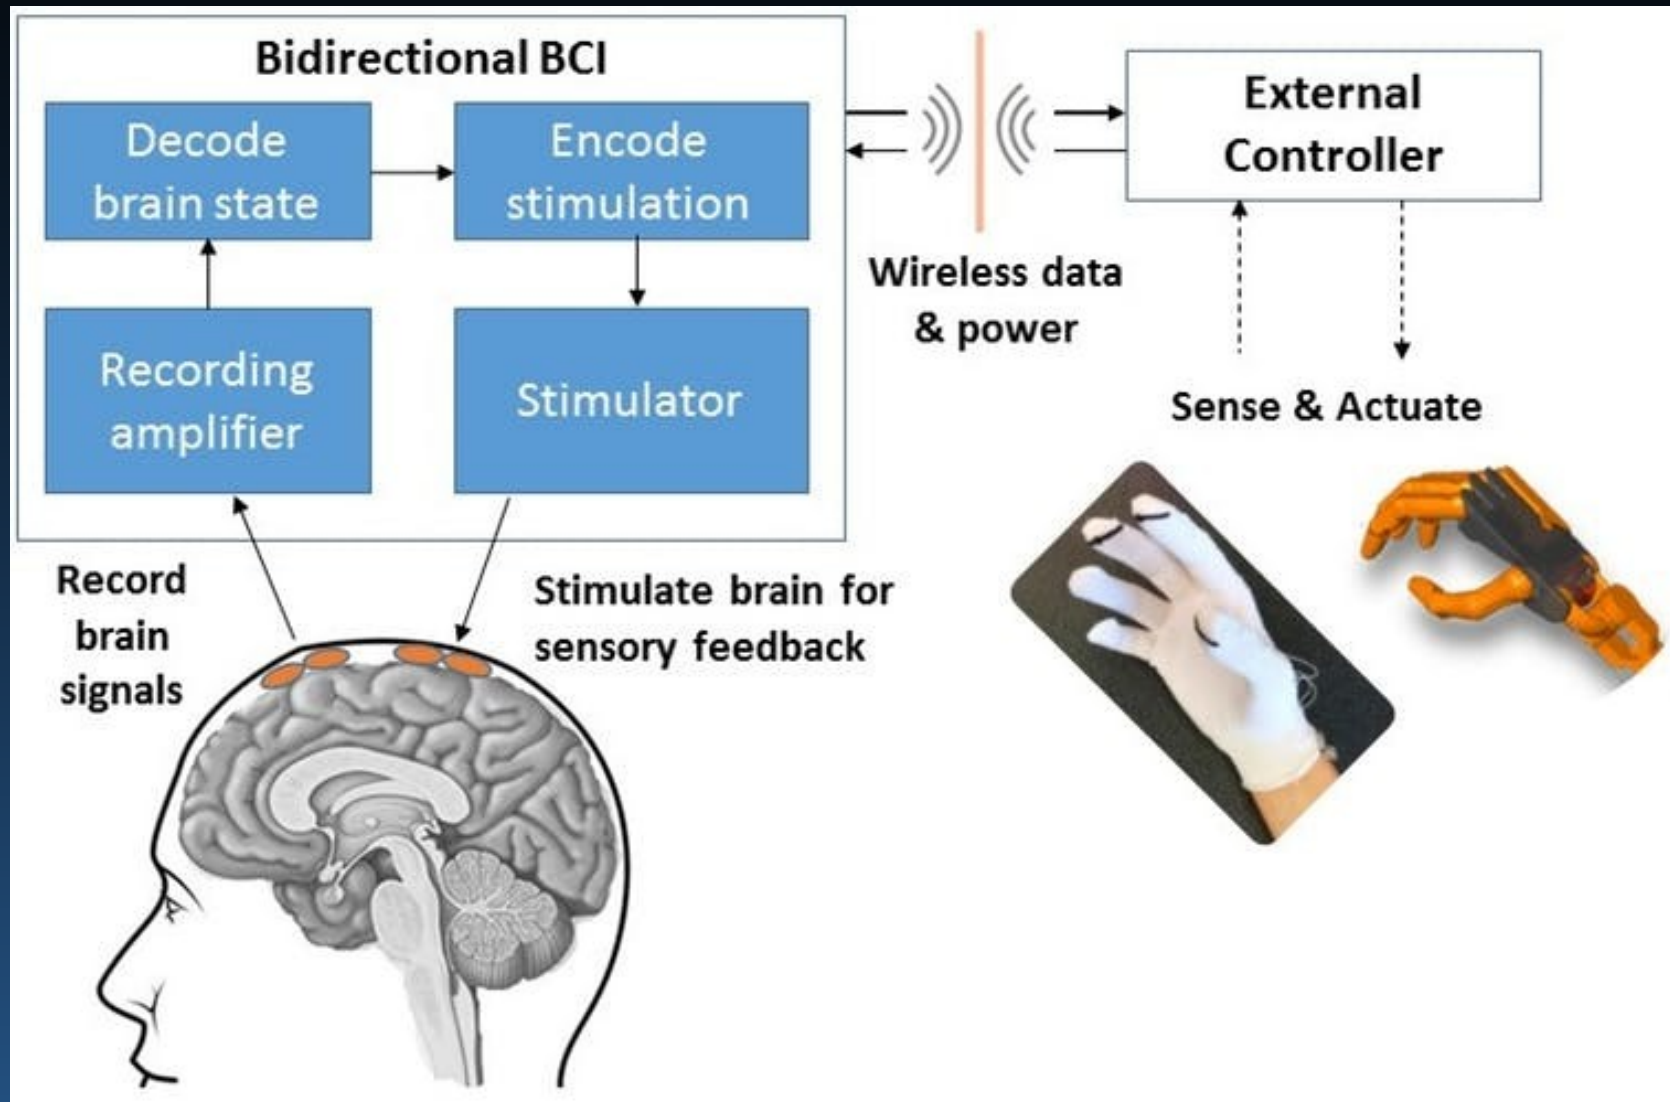 Bidirectional BCI
Decode
brain state
Encode
stimulation
Recording
amplifier
Stimulator
Wireless data
& power
External
Controller
Sense & Actuate
Record
brain
signals
Stimulate brain for
sensory feedback